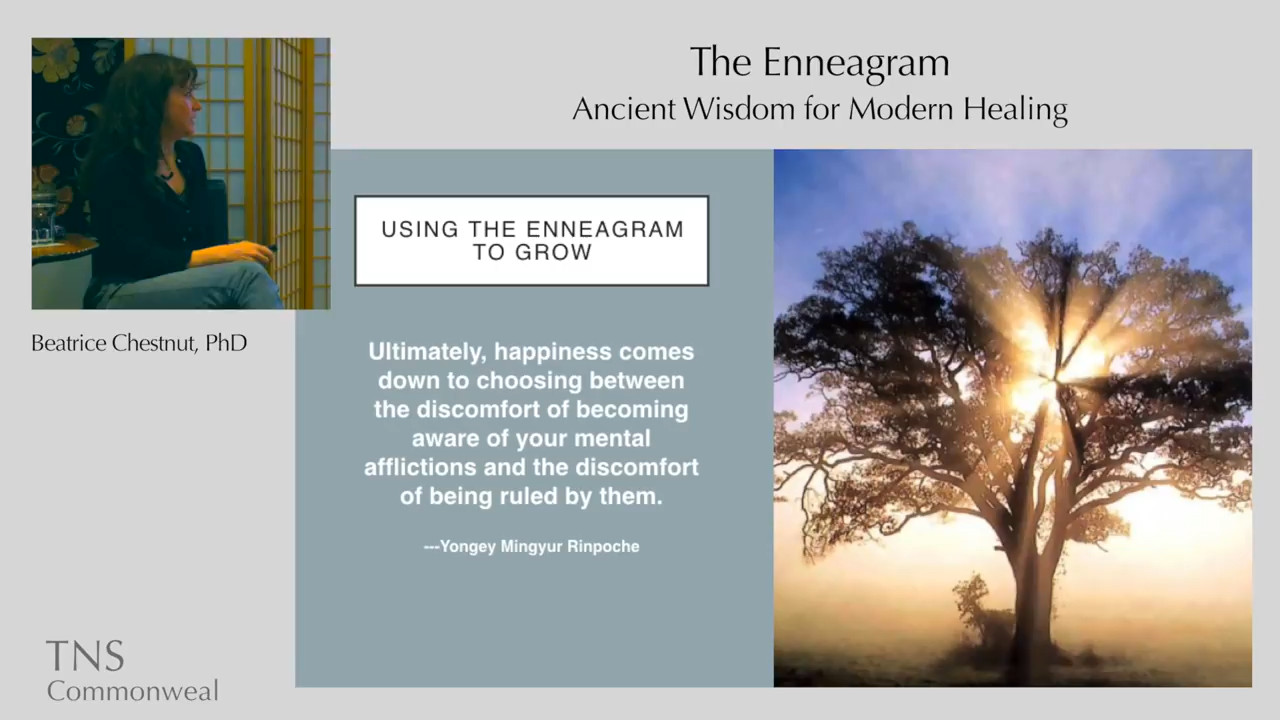 The Enneagram
Ancient Wisdom for Modern Healing
USING THE ENNEAGRAM
TO GROW
Ultimately, happiness comes
down to choosing between
the discomfort of becoming
aware of your mental
afflictions and the discomfort
of being ruled by them.
---Yongey Mingyur Rinpoche
Beatrice Chestnut, PhD
TNS
Commonweal